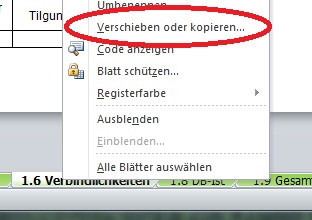 Tilgun
Umbenennen
Verschieben oder kopieren...
Code anzeigen
Blatt schützen...
Registerfarbe
Ausblenden
Einblenden...
Alle Blätter auswählen
1.6 Verbindlichkeiten 1.8 DB-Ist 1.9 Gesam